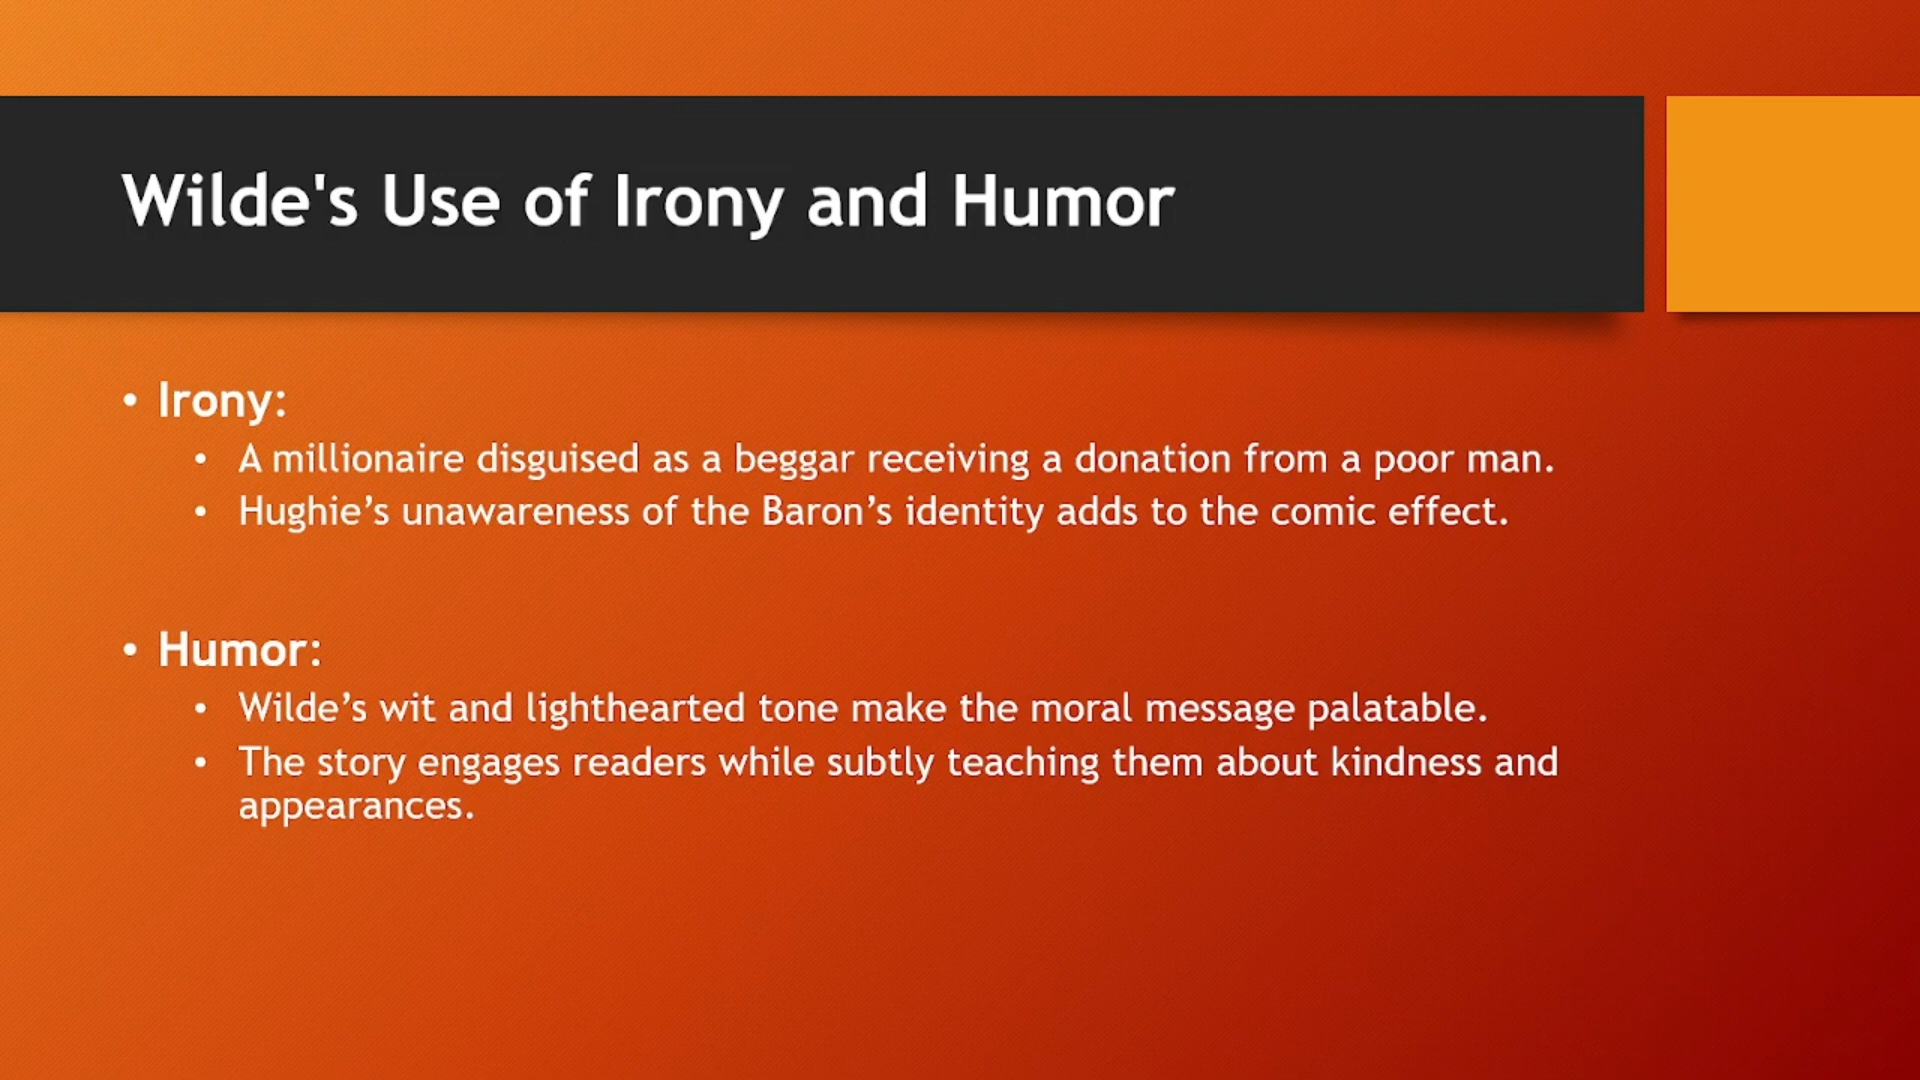 Wilde's Use of Irony and Humor
• Irony:
• A millionaire disguised as a beggar receiving a donation from a poor man.
• Hughie’s unawareness of the Baron’s identity adds to the comic effect.
• Humor:
• Wilde’s wit and lighthearted tone make the moral message palatable.
• The story engages readers while subtly teaching them about kindness and
appearances.